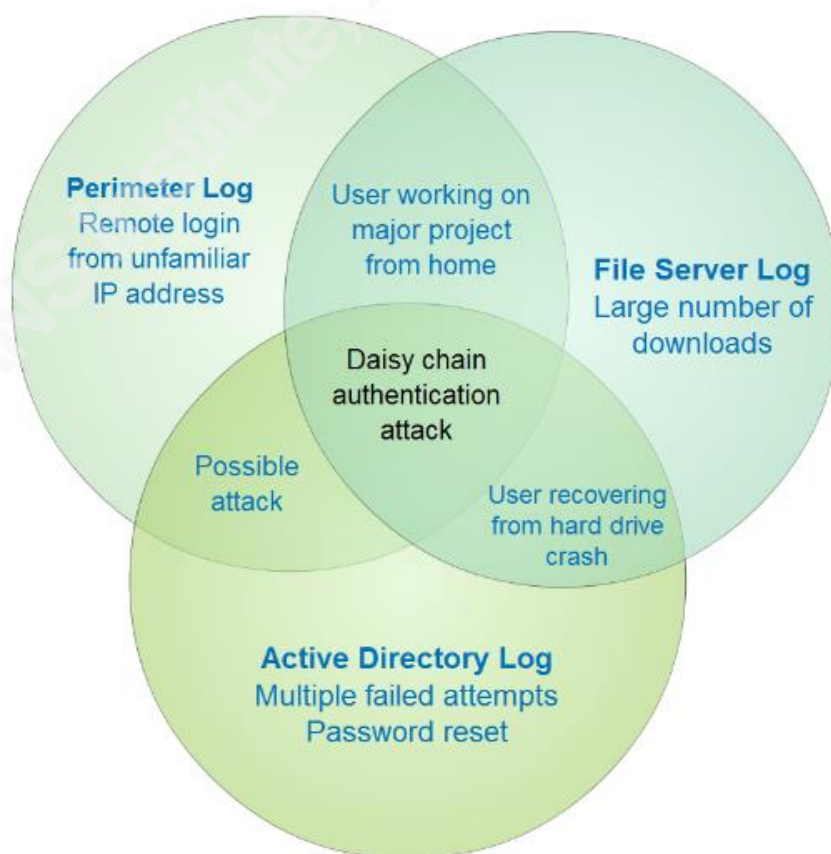 Perimeter Log
Remote login
from unfamiliar
IP address
User working on
major project
from home
File Server Log
Large number of
downloads
Daisy chain
authentication
attack
Possible
attack
User recovering
from hard drive
crash
Active Directory Log
Multiple failed attempts
Password reset